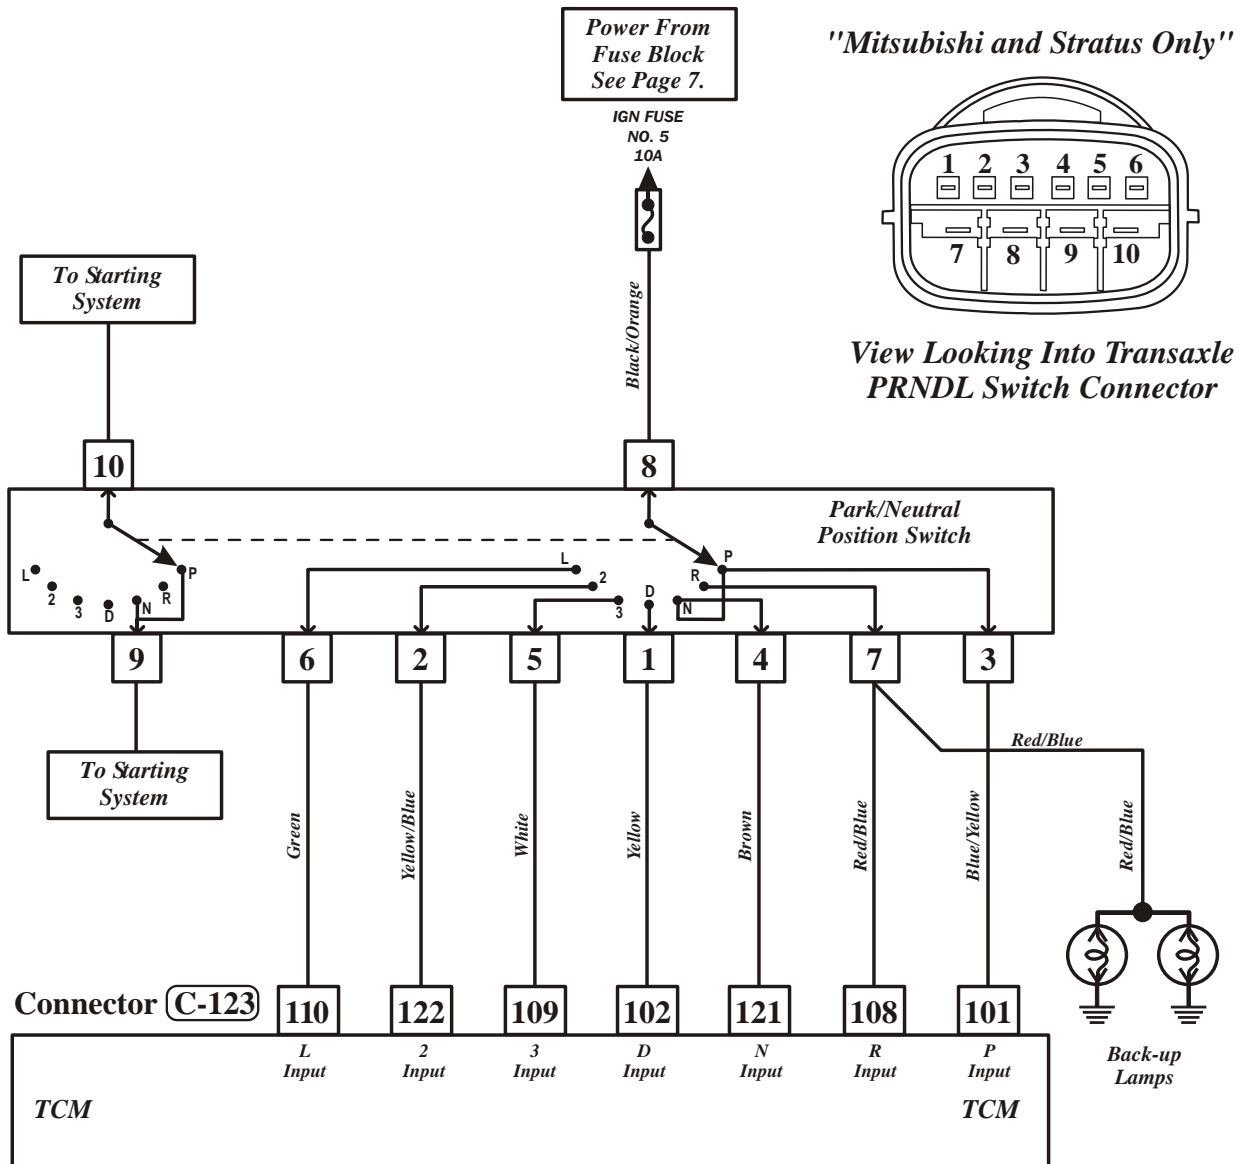 Power From
Fuse Block
See Page 7.
"Mitsubishi and Stratus Only"
IGN FUSE
NO. 5
10A
1 2 3 4 5 6
7 8 9 10
View Looking Into Transaxle
PRNDL Switch Connector
To Starting
System
Black/Orange
10
8
Park/Neutral
Position Switch
L 2 3 D N R P
L 2 3 D N R P
9 6 2 5 1 4 7 3
To Starting
System
Green
Yellow/Blue
White
Yellow
Brown
Red/Blue
Blue/Yellow
Red/Blue
Red/Blue
Connector C-123
110 122 109 102 121 108 101
L
Input
2
Input
3
Input
D
Input
N
Input
R
Input
P
Input
Back-up
Lamps
TCM
TCM